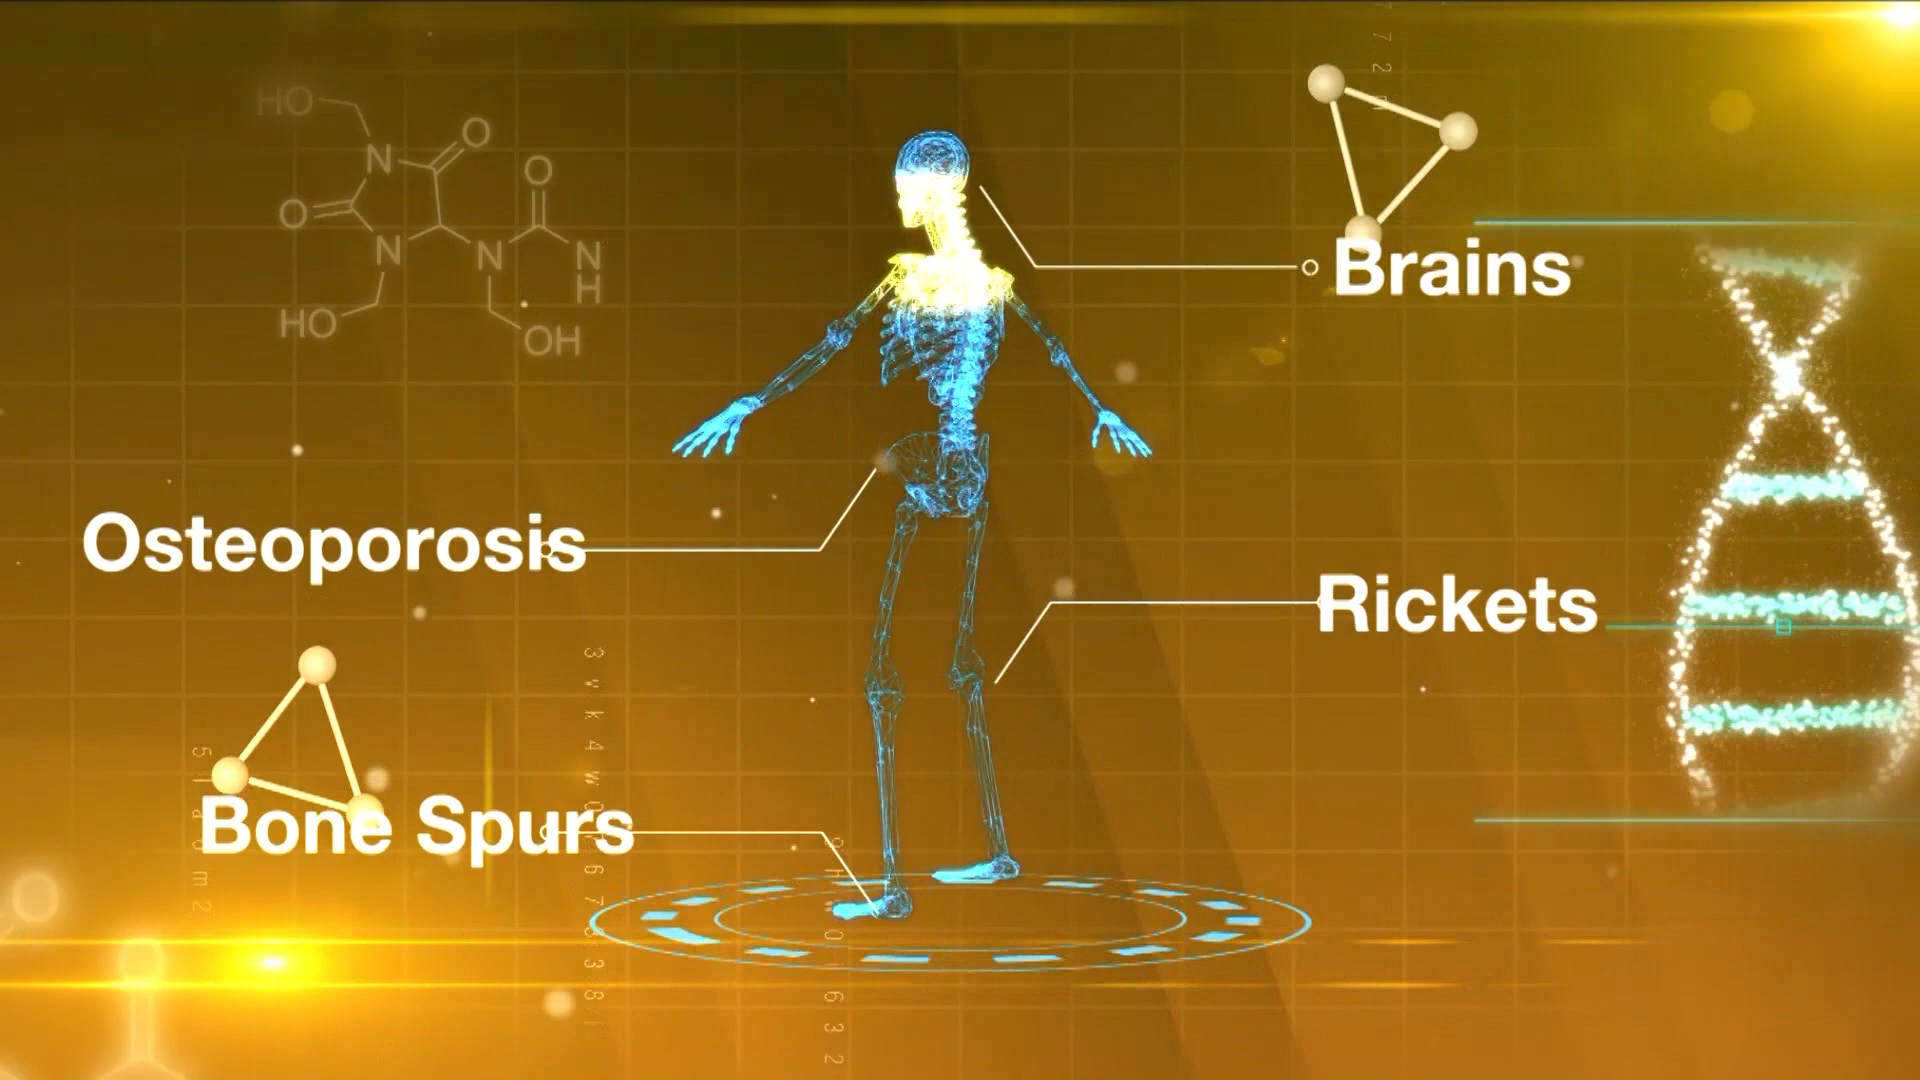 HO
N
O
O
O
N
N
N
H
HO
OH
Brains
Osteoporosis
Rickets
Bone Spurs